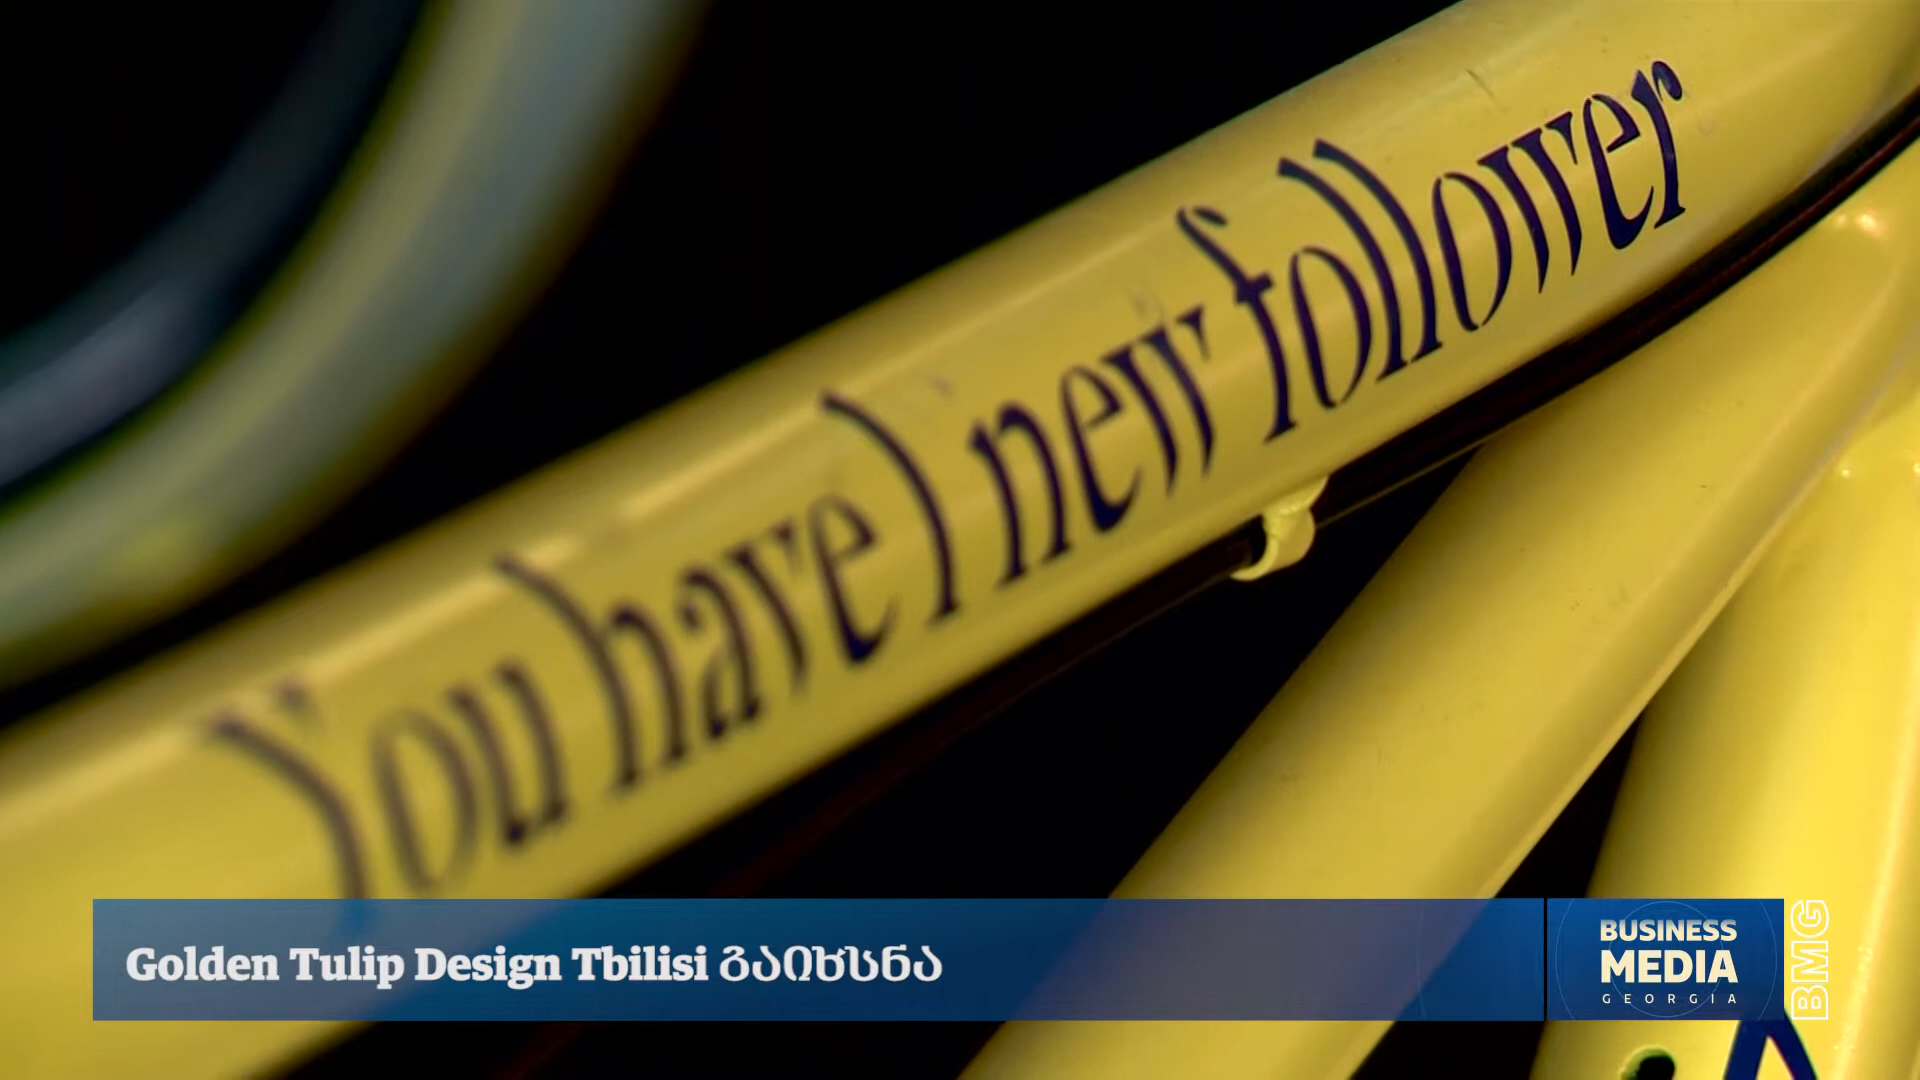 You have 1 new follower
Golden Tulip Design Tbilisi გაიხსნა
BUSINESS
MEDIA
GEORGIA
BMG